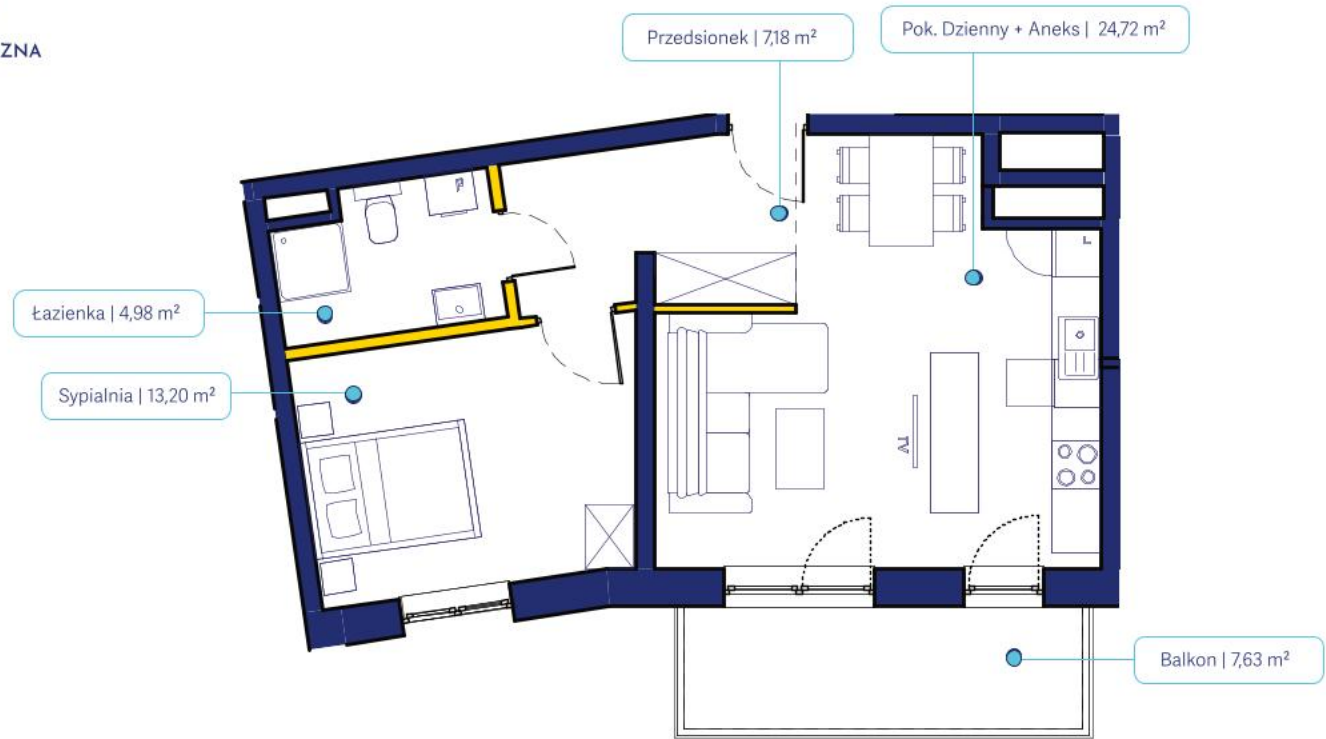 ZNA
Przedsionek | 7,18 m²
Pok. Dzienny + Aneks | 24,72 m²
Łazienka | 4,98 m²
Sypialnia | 13,20 m²
TV
Balkon | 7,63 m²